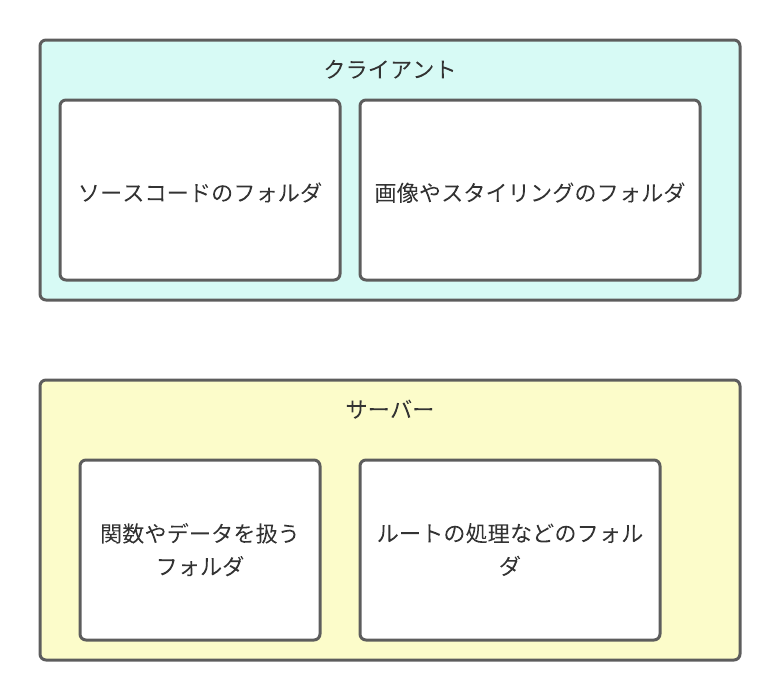 クライアント
ソースコードのフォルダ
画像やスタイリングのフォルダ
サーバー
関数やデータを扱う
フォルダ
ルートの処理などのフォル
ダ